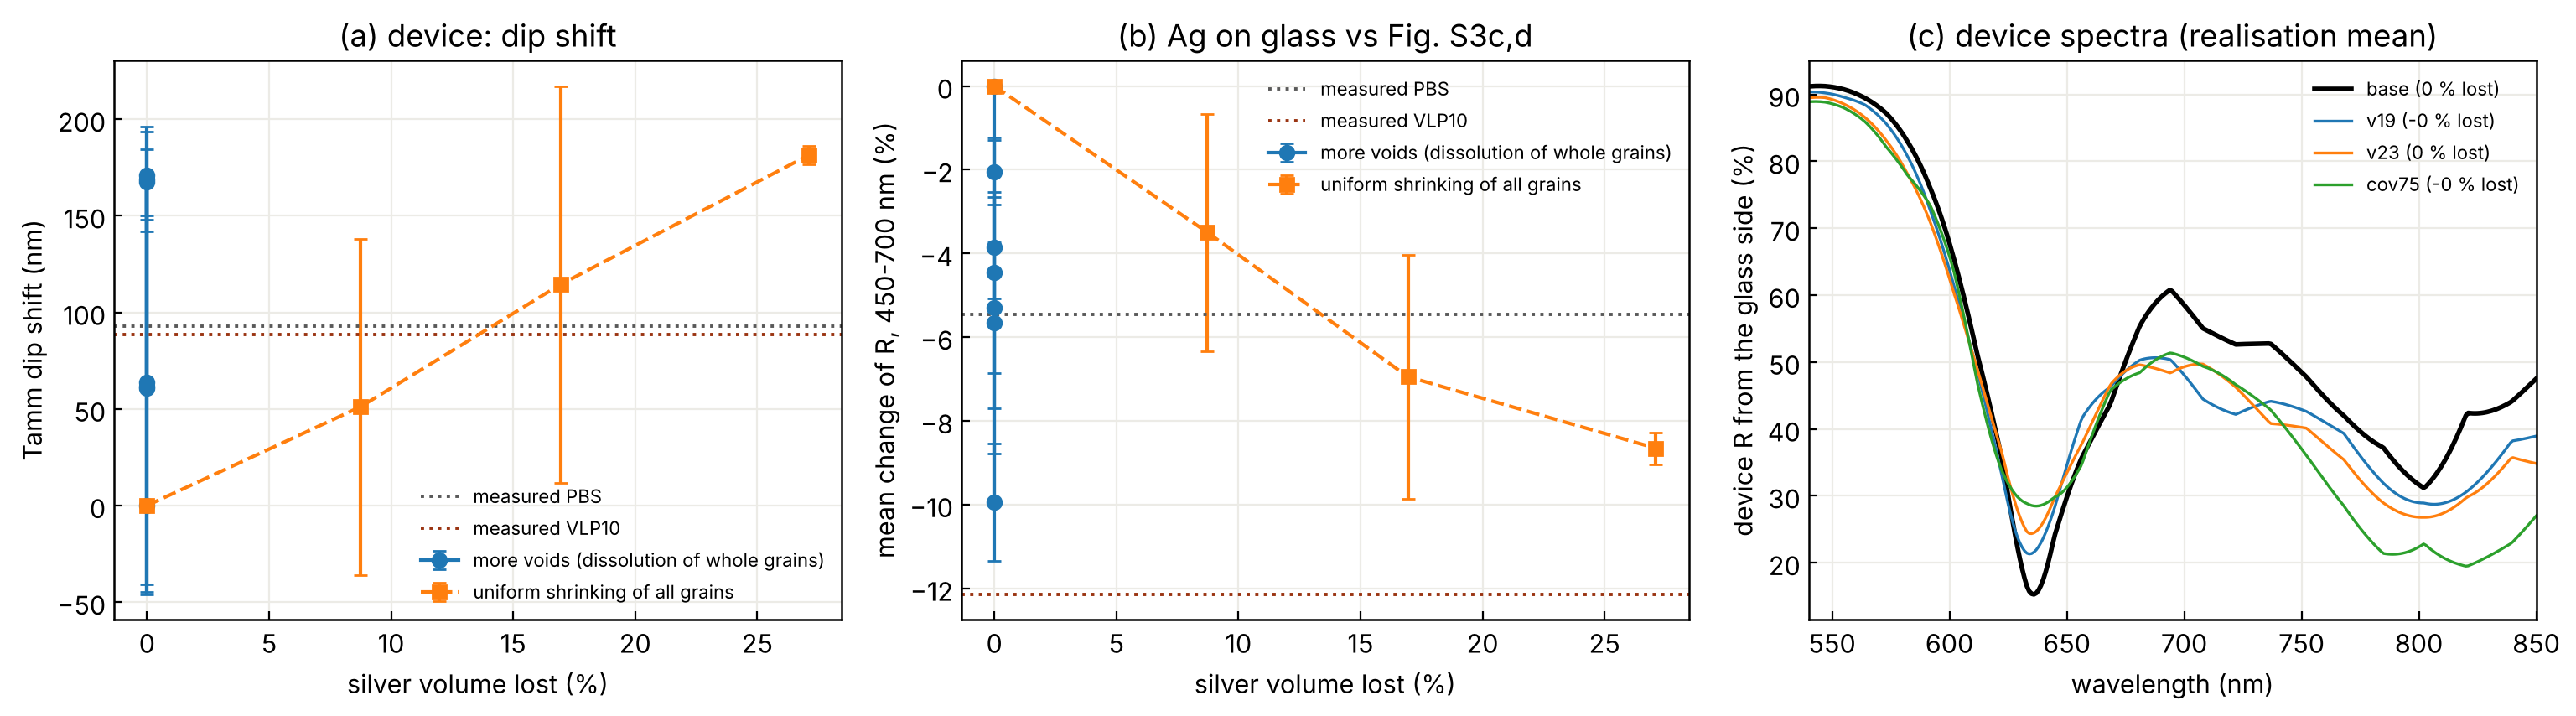 (a) device: dip shift
Tamm dip shift (nm)
200
150
100
50
0
−50
0
5
10
15
20
25
silver volume lost (%)
measured PBS
measured VLP10
more voids (dissolution of whole grains)
uniform shrinking of all grains
(b) Ag on glass vs Fig. S3c,d
mean change of R, 450-700 nm (%)
0
−2
−4
−6
−8
−10
−12
0
5
10
15
20
25
silver volume lost (%)
measured PBS
measured VLP10
more voids (dissolution of whole grains)
uniform shrinking of all grains
(c) device spectra (realisation mean)
device R from the glass side (%)
90
80
70
60
50
40
30
20
550
600
650
700
750
800
850
wavelength (nm)
base (0 % lost)
v19 (-0 % lost)
v23 (0 % lost)
cov75 (-0 % lost)